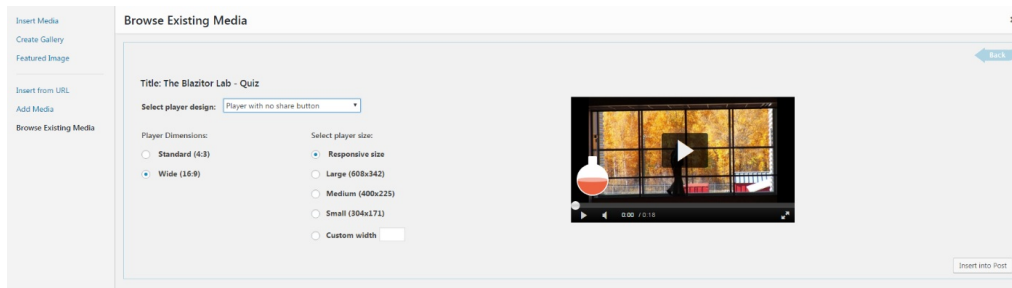 Insert Media
Create Gallery
Featured Image
Insert from URL
Add Media
Browse Existing Media
Browse Existing Media
Back
Title: The Blazitor Lab - Quiz
Select player design: Player with no share button
Player Dimensions:
Standard (4:3)
Wide (16:9)
Select player size:
Responsive size
Large (608x342)
Medium (400x225)
Small (304x171)
Custom width
0:00 / 0:18
Insert into Post